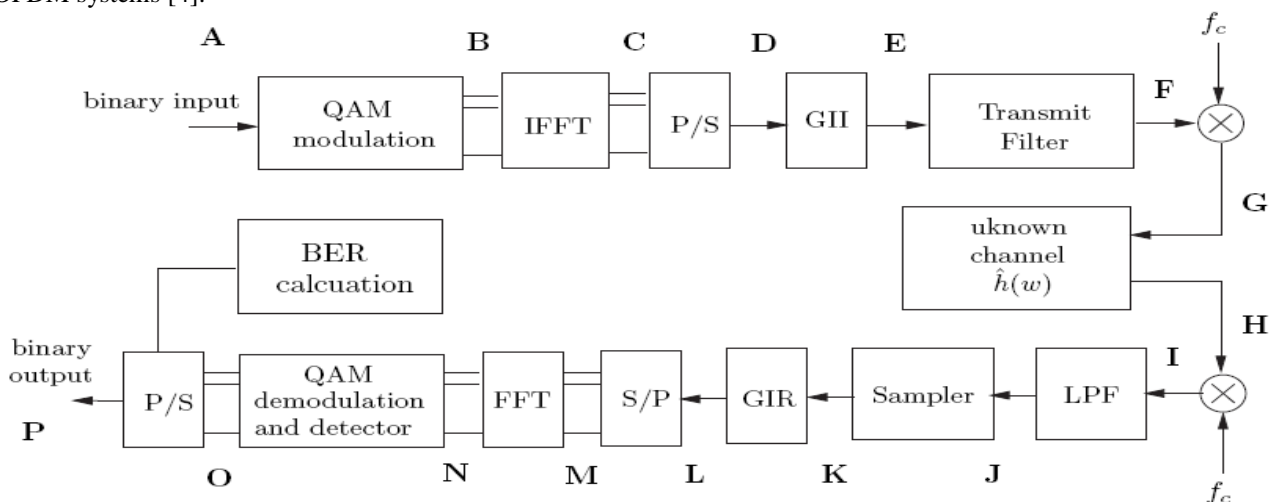 OFDM systems [4].
A B C D E f_c
binary input
QAM
modulation
IFFT
P/S
GII
Transmit
Filter
F
G
uknown
channel
ĥ(w)
H
BER
calcuation
binary
output
P/S
QAM
demodulation
and detector
FFT
S/P
GIR
Sampler
LPF
I
P
O N M L K J
f_c